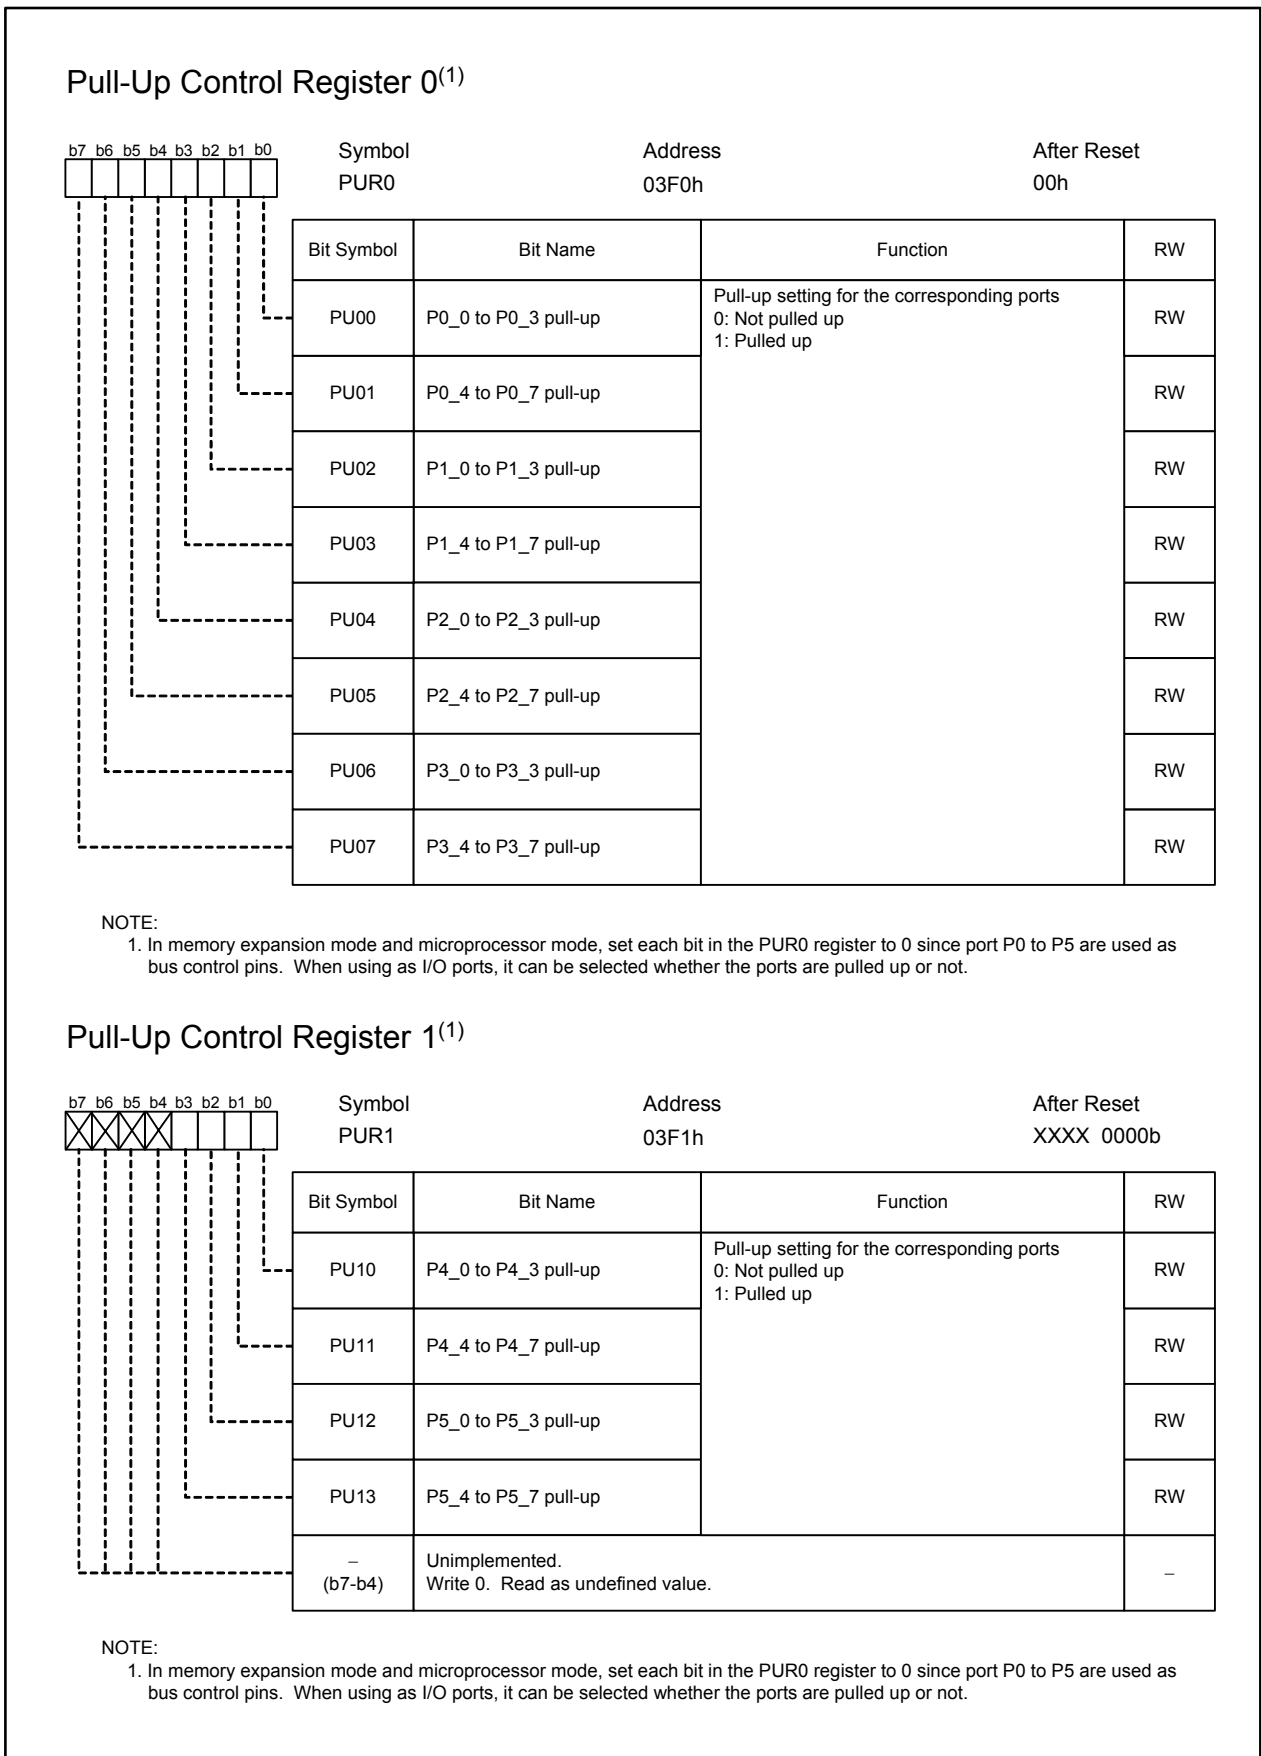 Pull-Up Control Register 0(1)
b7 b6 b5 b4 b3 b2 b1 b0
Symbol Address After Reset
PUR0 03F0h 00h
Bit Symbol Bit Name Function RW
PU00 P0_0 to P0_3 pull-up Pull-up setting for the corresponding ports RW
0: Not pulled up
1: Pulled up
PU01 P0_4 to P0_7 pull-up RW
PU02 P1_0 to P1_3 pull-up RW
PU03 P1_4 to P1_7 pull-up RW
PU04 P2_0 to P2_3 pull-up RW
PU05 P2_4 to P2_7 pull-up RW
PU06 P3_0 to P3_3 pull-up RW
PU07 P3_4 to P3_7 pull-up RW
NOTE:
1. In memory expansion mode and microprocessor mode, set each bit in the PUR0 register to 0 since port P0 to P5 are used as
bus control pins. When using as I/O ports, it can be selected whether the ports are pulled up or not.
Pull-Up Control Register 1(1)
b7 b6 b5 b4 b3 b2 b1 b0
Symbol Address After Reset
PUR1 03F1h XXXX 0000b
Bit Symbol Bit Name Function RW
PU10 P4_0 to P4_3 pull-up Pull-up setting for the corresponding ports RW
0: Not pulled up
1: Pulled up
PU11 P4_4 to P4_7 pull-up RW
PU12 P5_0 to P5_3 pull-up RW
PU13 P5_4 to P5_7 pull-up RW
– Unimplemented. –
(b7-b4) Write 0. Read as undefined value.
NOTE:
1. In memory expansion mode and microprocessor mode, set each bit in the PUR0 register to 0 since port P0 to P5 are used as
bus control pins. When using as I/O ports, it can be selected whether the ports are pulled up or not.